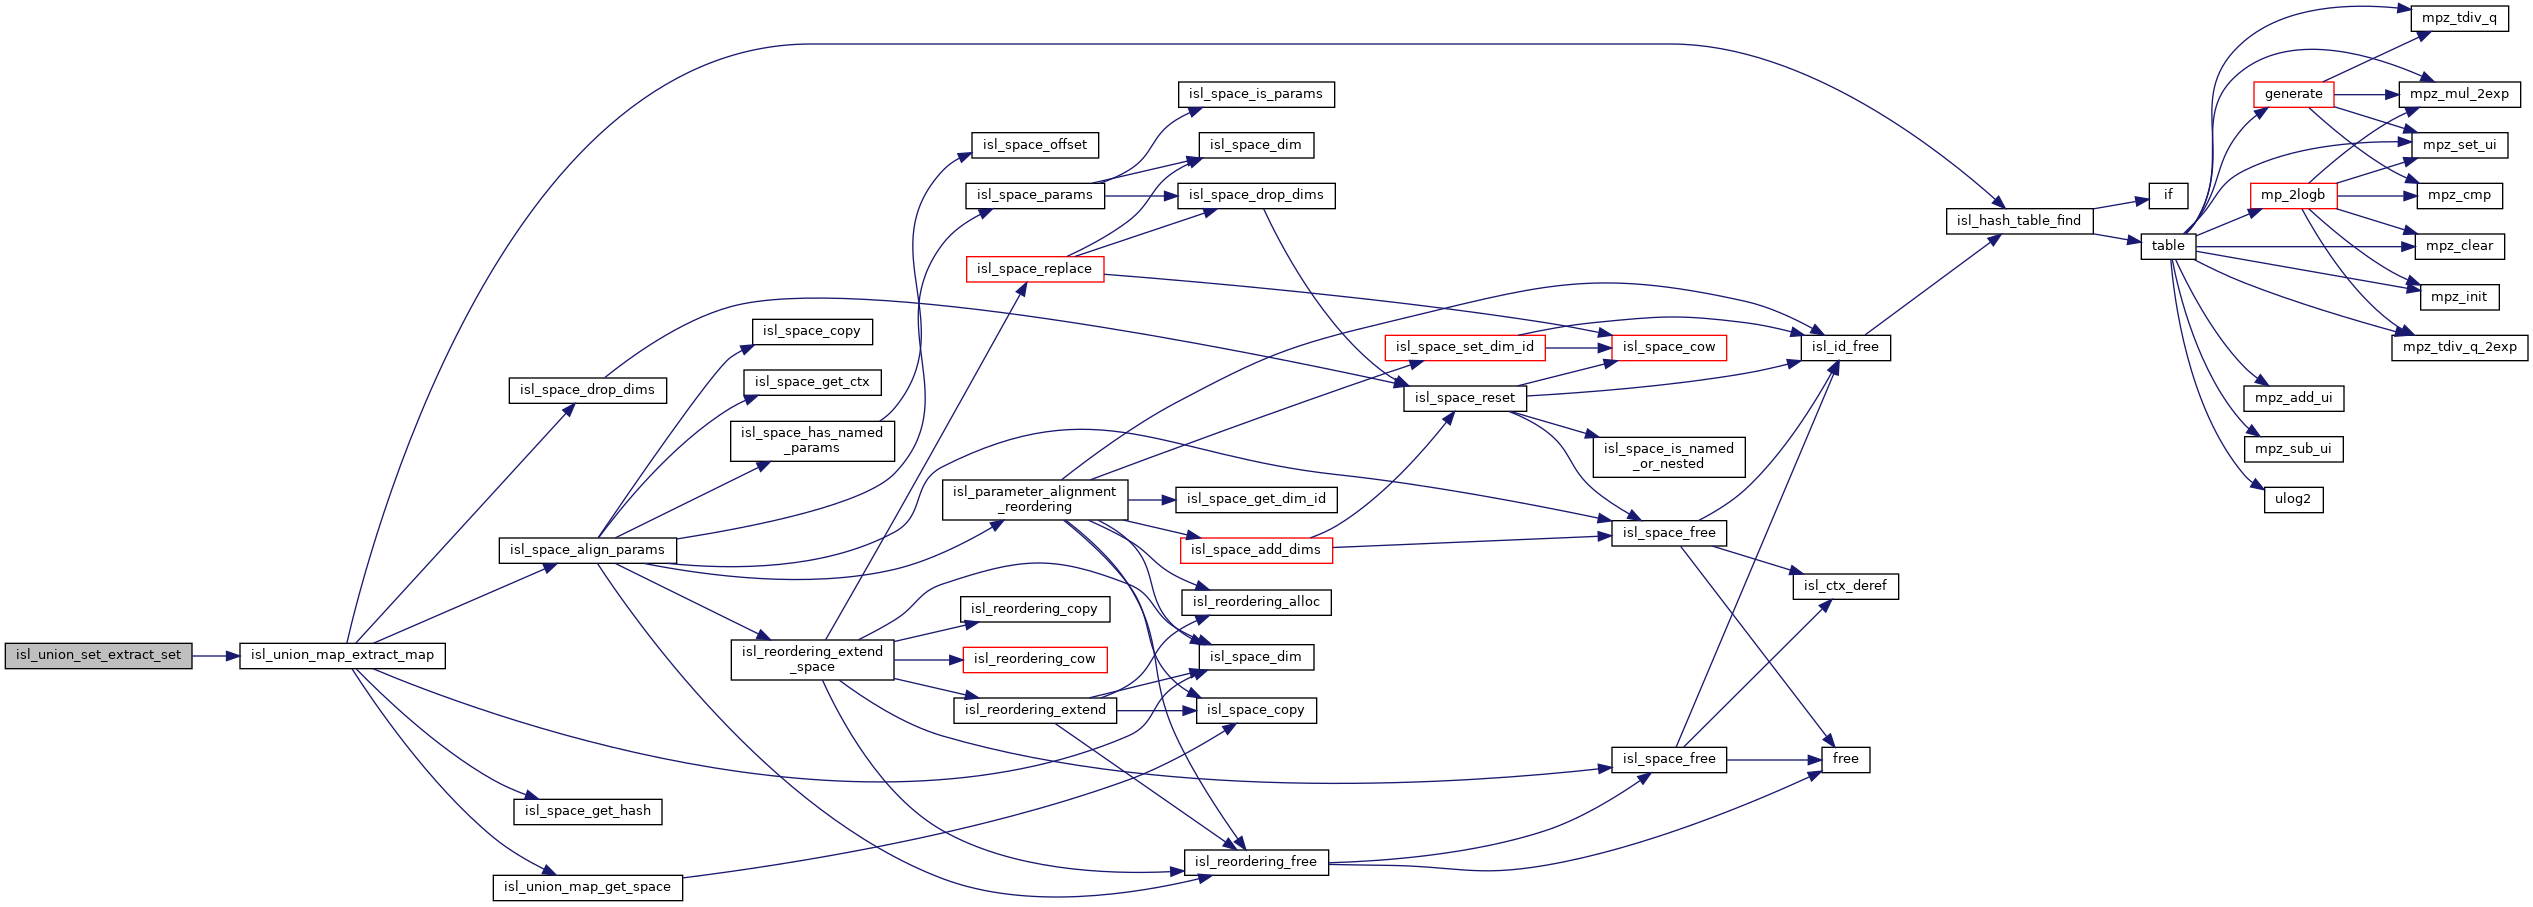 isl_union_set_extract_set
isl_union_map_extract_map
isl_space_drop_dims
isl_space_align_params
isl_space_get_hash
isl_union_map_get_space
isl_space_copy
isl_space_get_ctx
isl_space_has_named
_params
isl_reordering_extend
_space
isl_space_offset
isl_space_params
isl_space_replace
isl_parameter_alignment
_reordering
isl_reordering_copy
isl_reordering_cow
isl_reordering_extend
isl_space_is_params
isl_space_dim
isl_space_drop_dims
isl_space_get_dim_id
isl_space_add_dims
isl_reordering_alloc
isl_space_dim
isl_space_copy
isl_reordering_free
isl_space_set_dim_id
isl_space_reset
isl_space_cow
isl_space_is_named
_or_nested
isl_space_free
isl_space_free
isl_id_free
isl_ctx_deref
free
isl_hash_table_find
if
table
generate
mp_2logb
mpz_add_ui
mpz_sub_ui
ulog2
mpz_tdiv_q
mpz_mul_2exp
mpz_set_ui
mpz_cmp
mpz_clear
mpz_init
mpz_tdiv_q_2exp